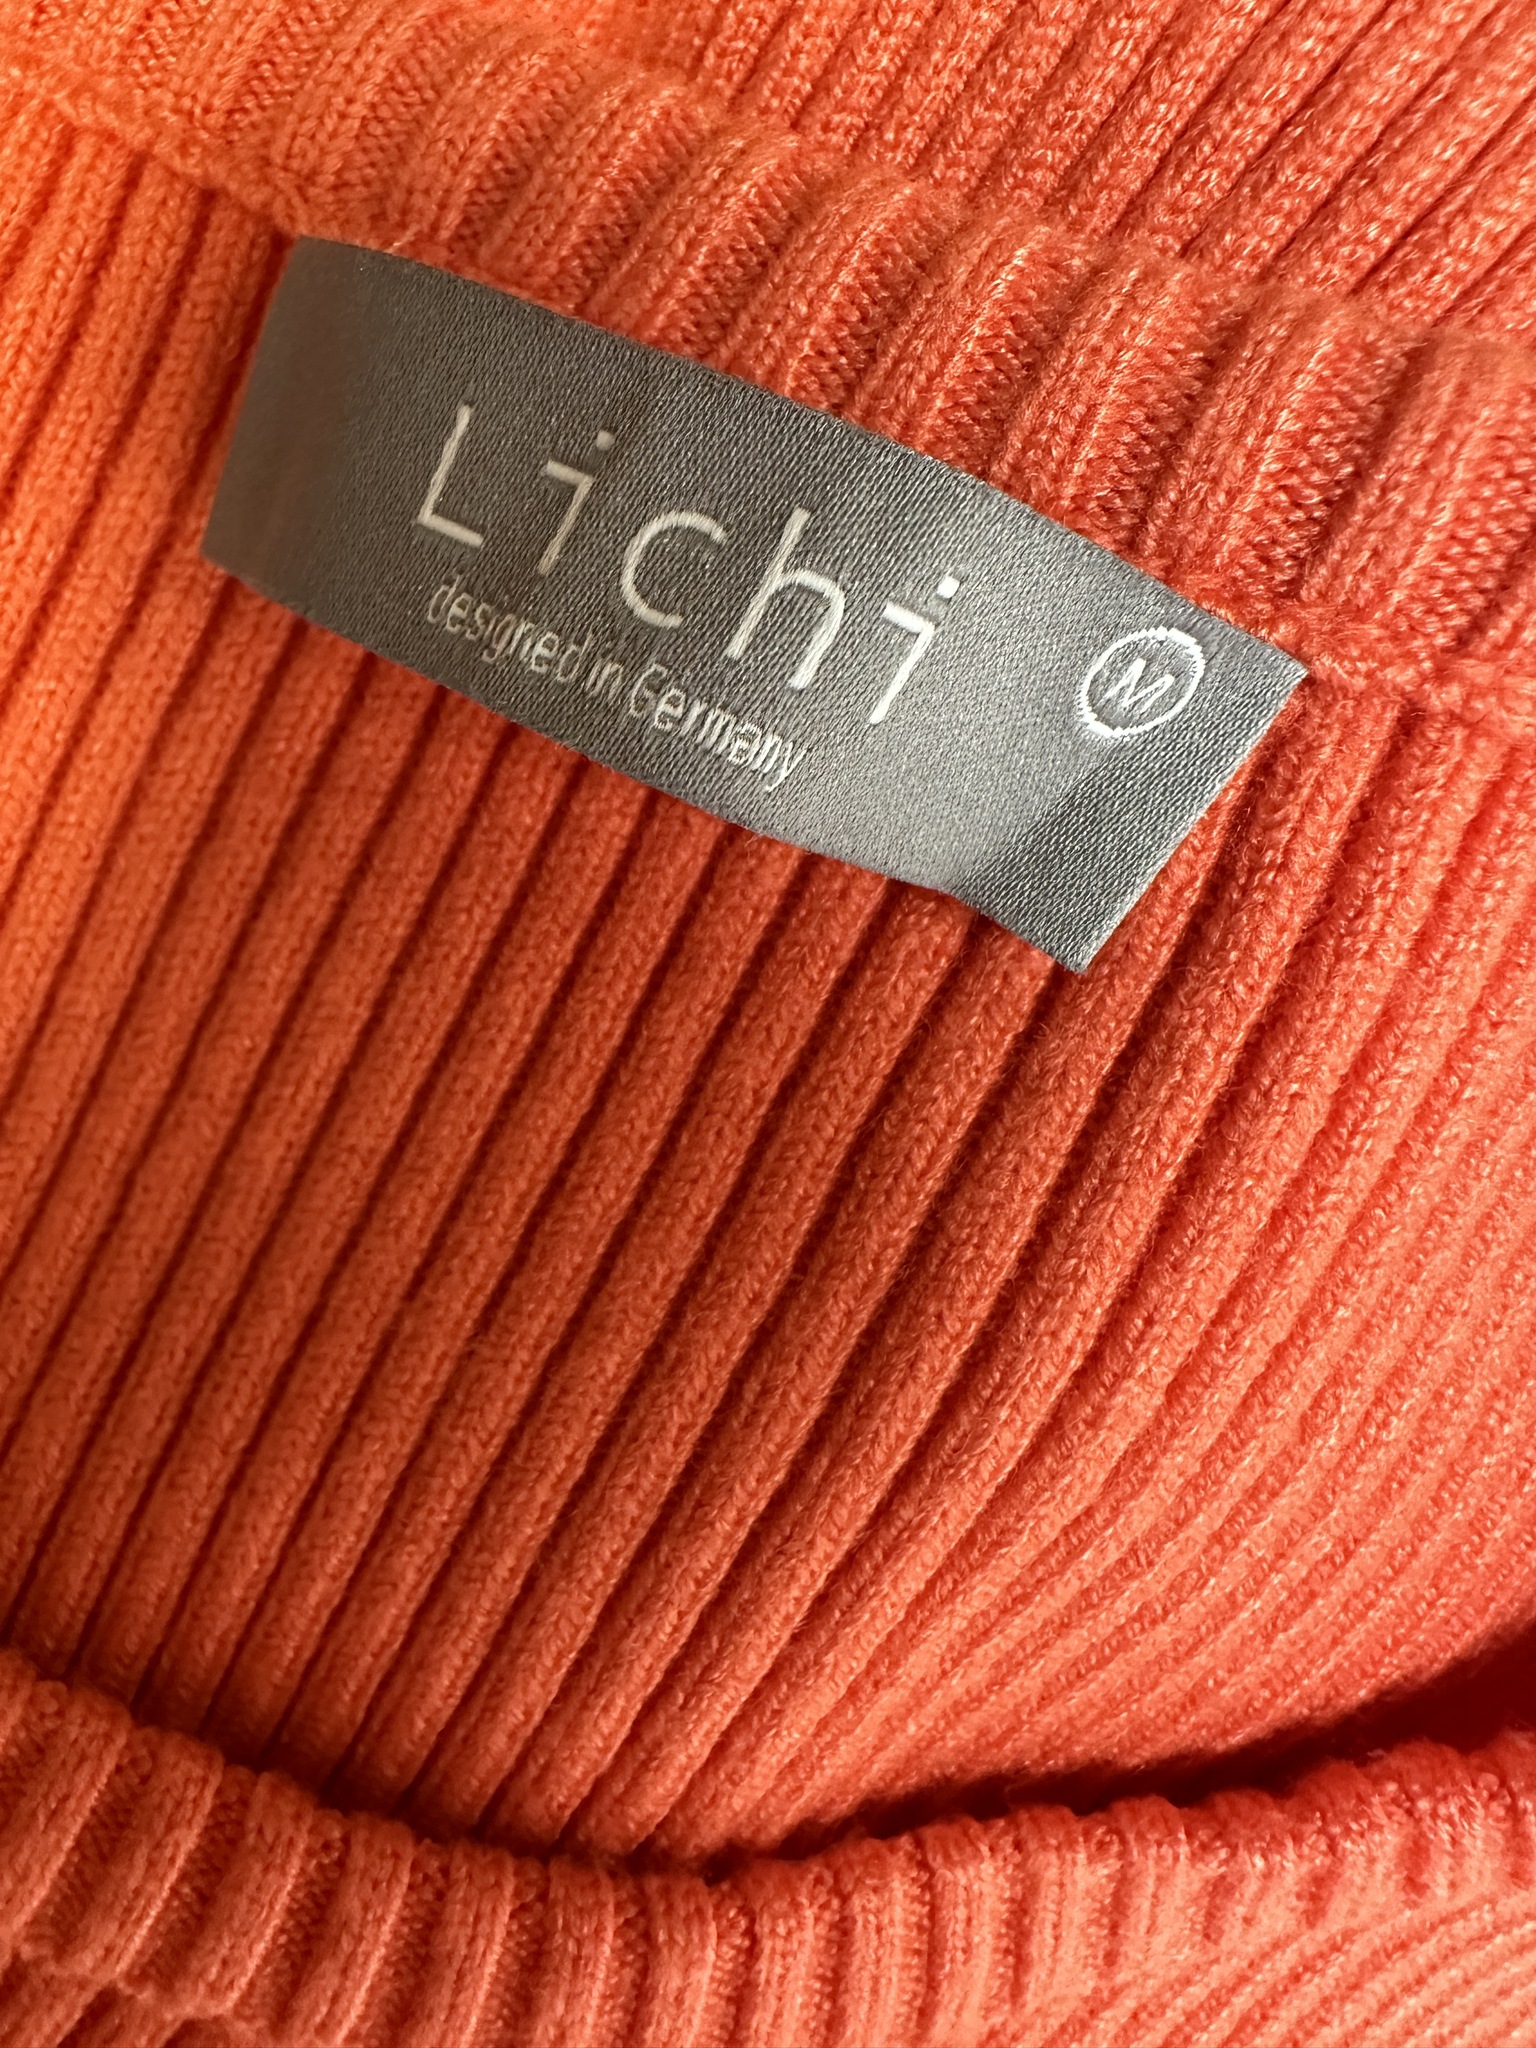 Lichi
designed in Germany
M